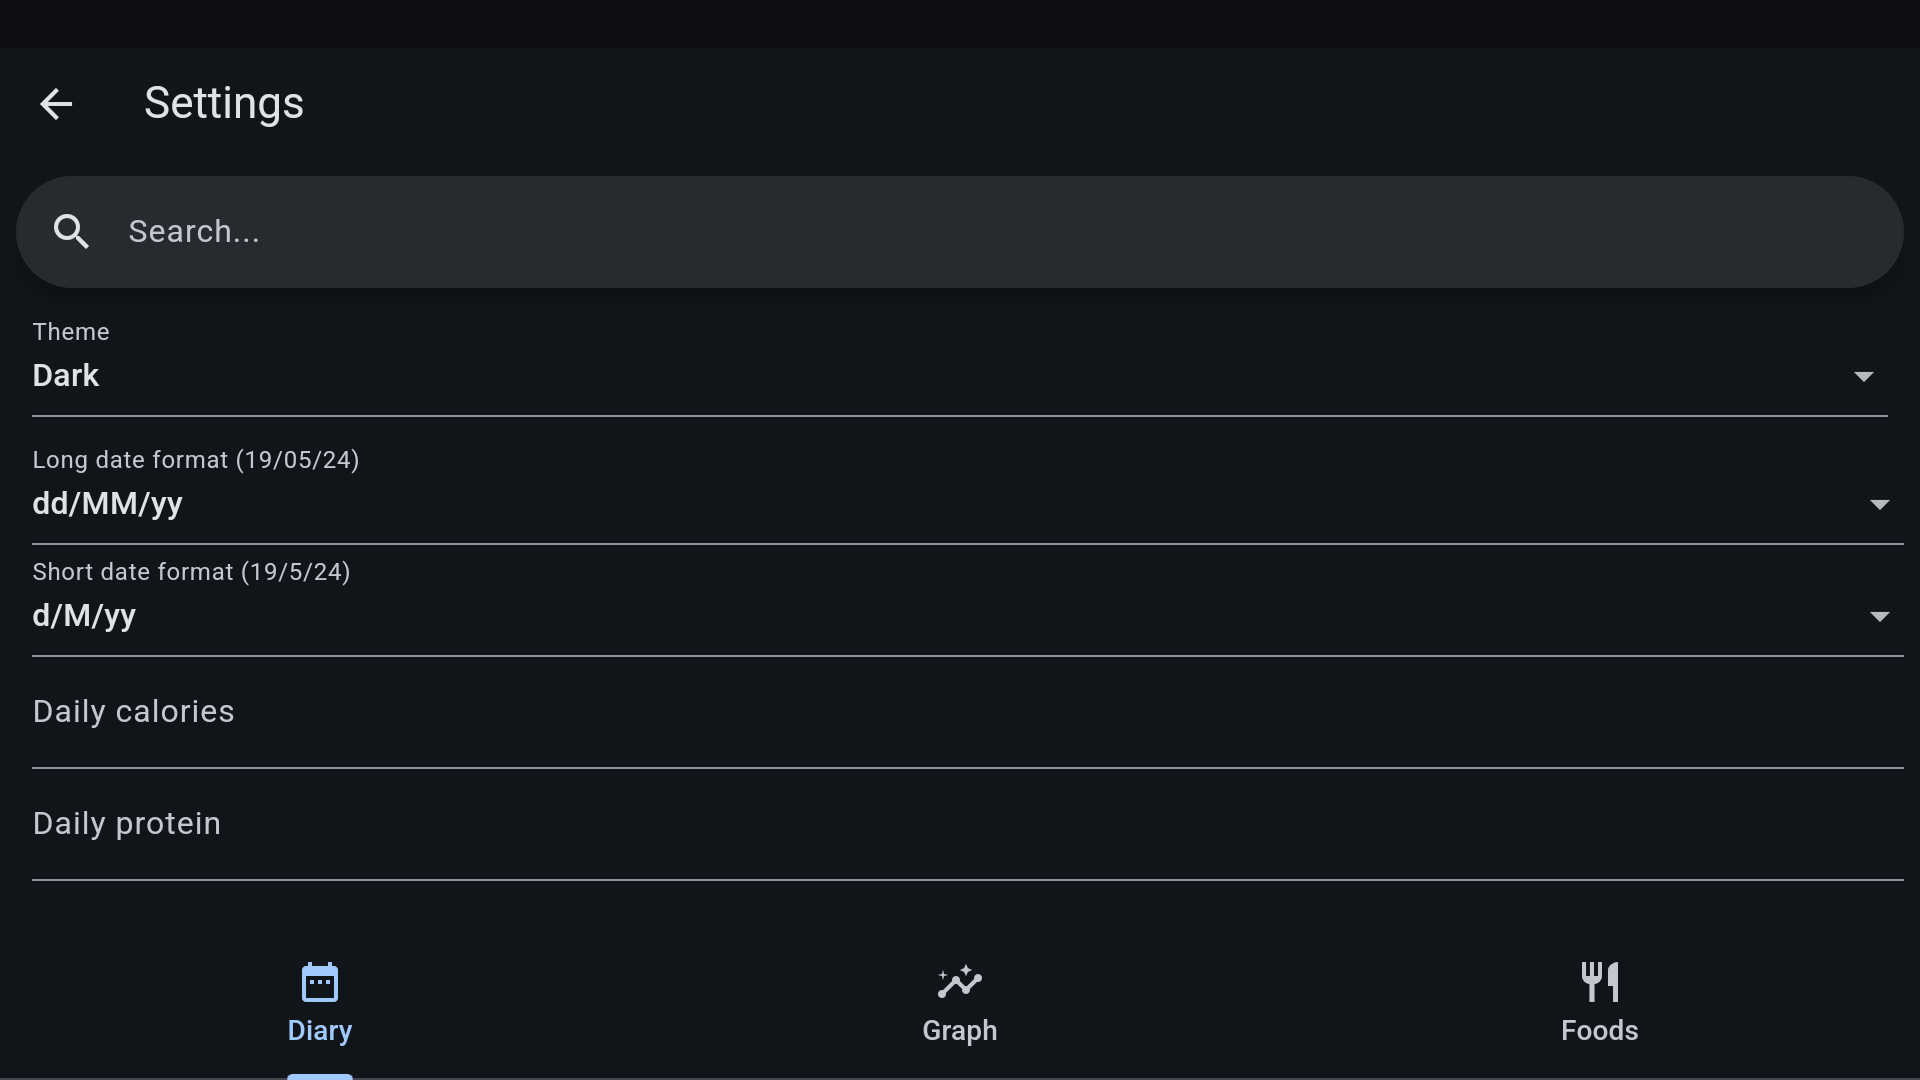 Settings
Search...
Theme
Dark
Long date format (19/05/24)
dd/MM/yy
Short date format (19/5/24)
d/M/yy
Daily calories
Daily protein
Diary
Graph
Foods